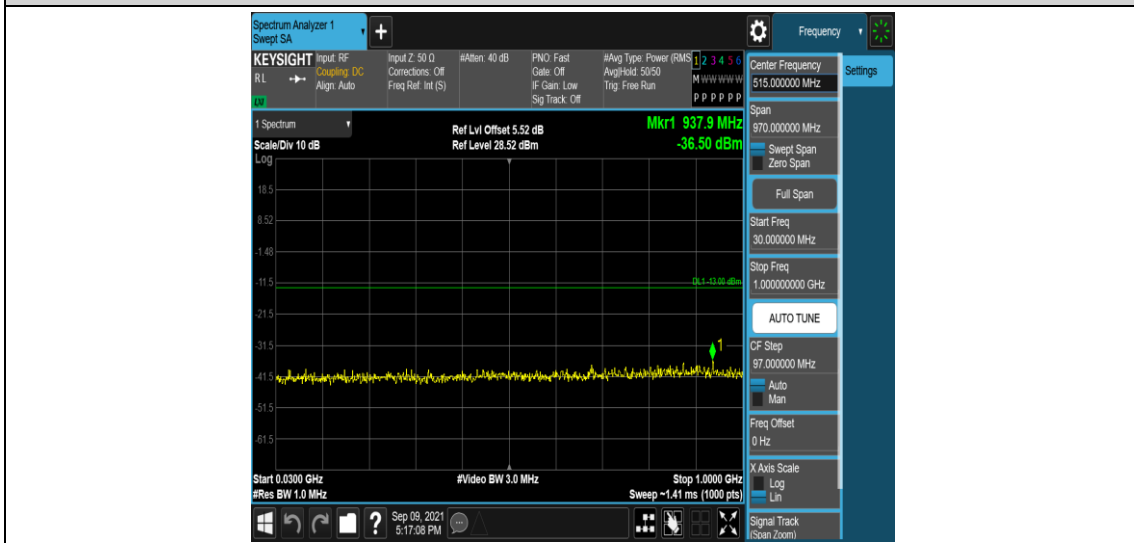 Spectrum Analyzer 1
Swept SA
+
Frequency
KEYSIGHT
RL
LXI
Input: RF
Coupling: DC
Align: Auto
Input Z: 50 Ω
Corrections: Off
Freq Ref: Int (S)
#Atten: 40 dB
PNO: Fast
Gate: Off
IF Gain: Low
Sig Track: Off
#Avg Type: Power (RMS
Avg|Hold: 50/50
Trig: Free Run
1 2 3 4 5 6
M W W W W W
P P P P P P
1 Spectrum
Scale/Div 10 dB
Ref Lvl Offset 5.52 dB
Ref Level 28.52 dBm
Mkr1 937.9 MHz
-36.50 dBm
Log
18.5
8.52
-1.48
-11.5
DL1 -13.00 dBm
-21.5
-31.5
1
-41.5
-51.5
-61.5
Start 0.0300 GHz
#Video BW 3.0 MHz
Stop 1.0000 GHz
#Res BW 1.0 MHz
Sweep ~1.41 ms (1000 pts)
?
Sep 09, 2021
5:17:08 PM
Center Frequency
515.000000 MHz
Settings
Span
970.000000 MHz
Swept Span
Zero Span
Full Span
Start Freq
30.000000 MHz
Stop Freq
1.000000000 GHz
AUTO TUNE
CF Step
97.000000 MHz
Auto
Man
Freq Offset
0 Hz
X Axis Scale
Log
Lin
Signal Track
(Span Zoom)